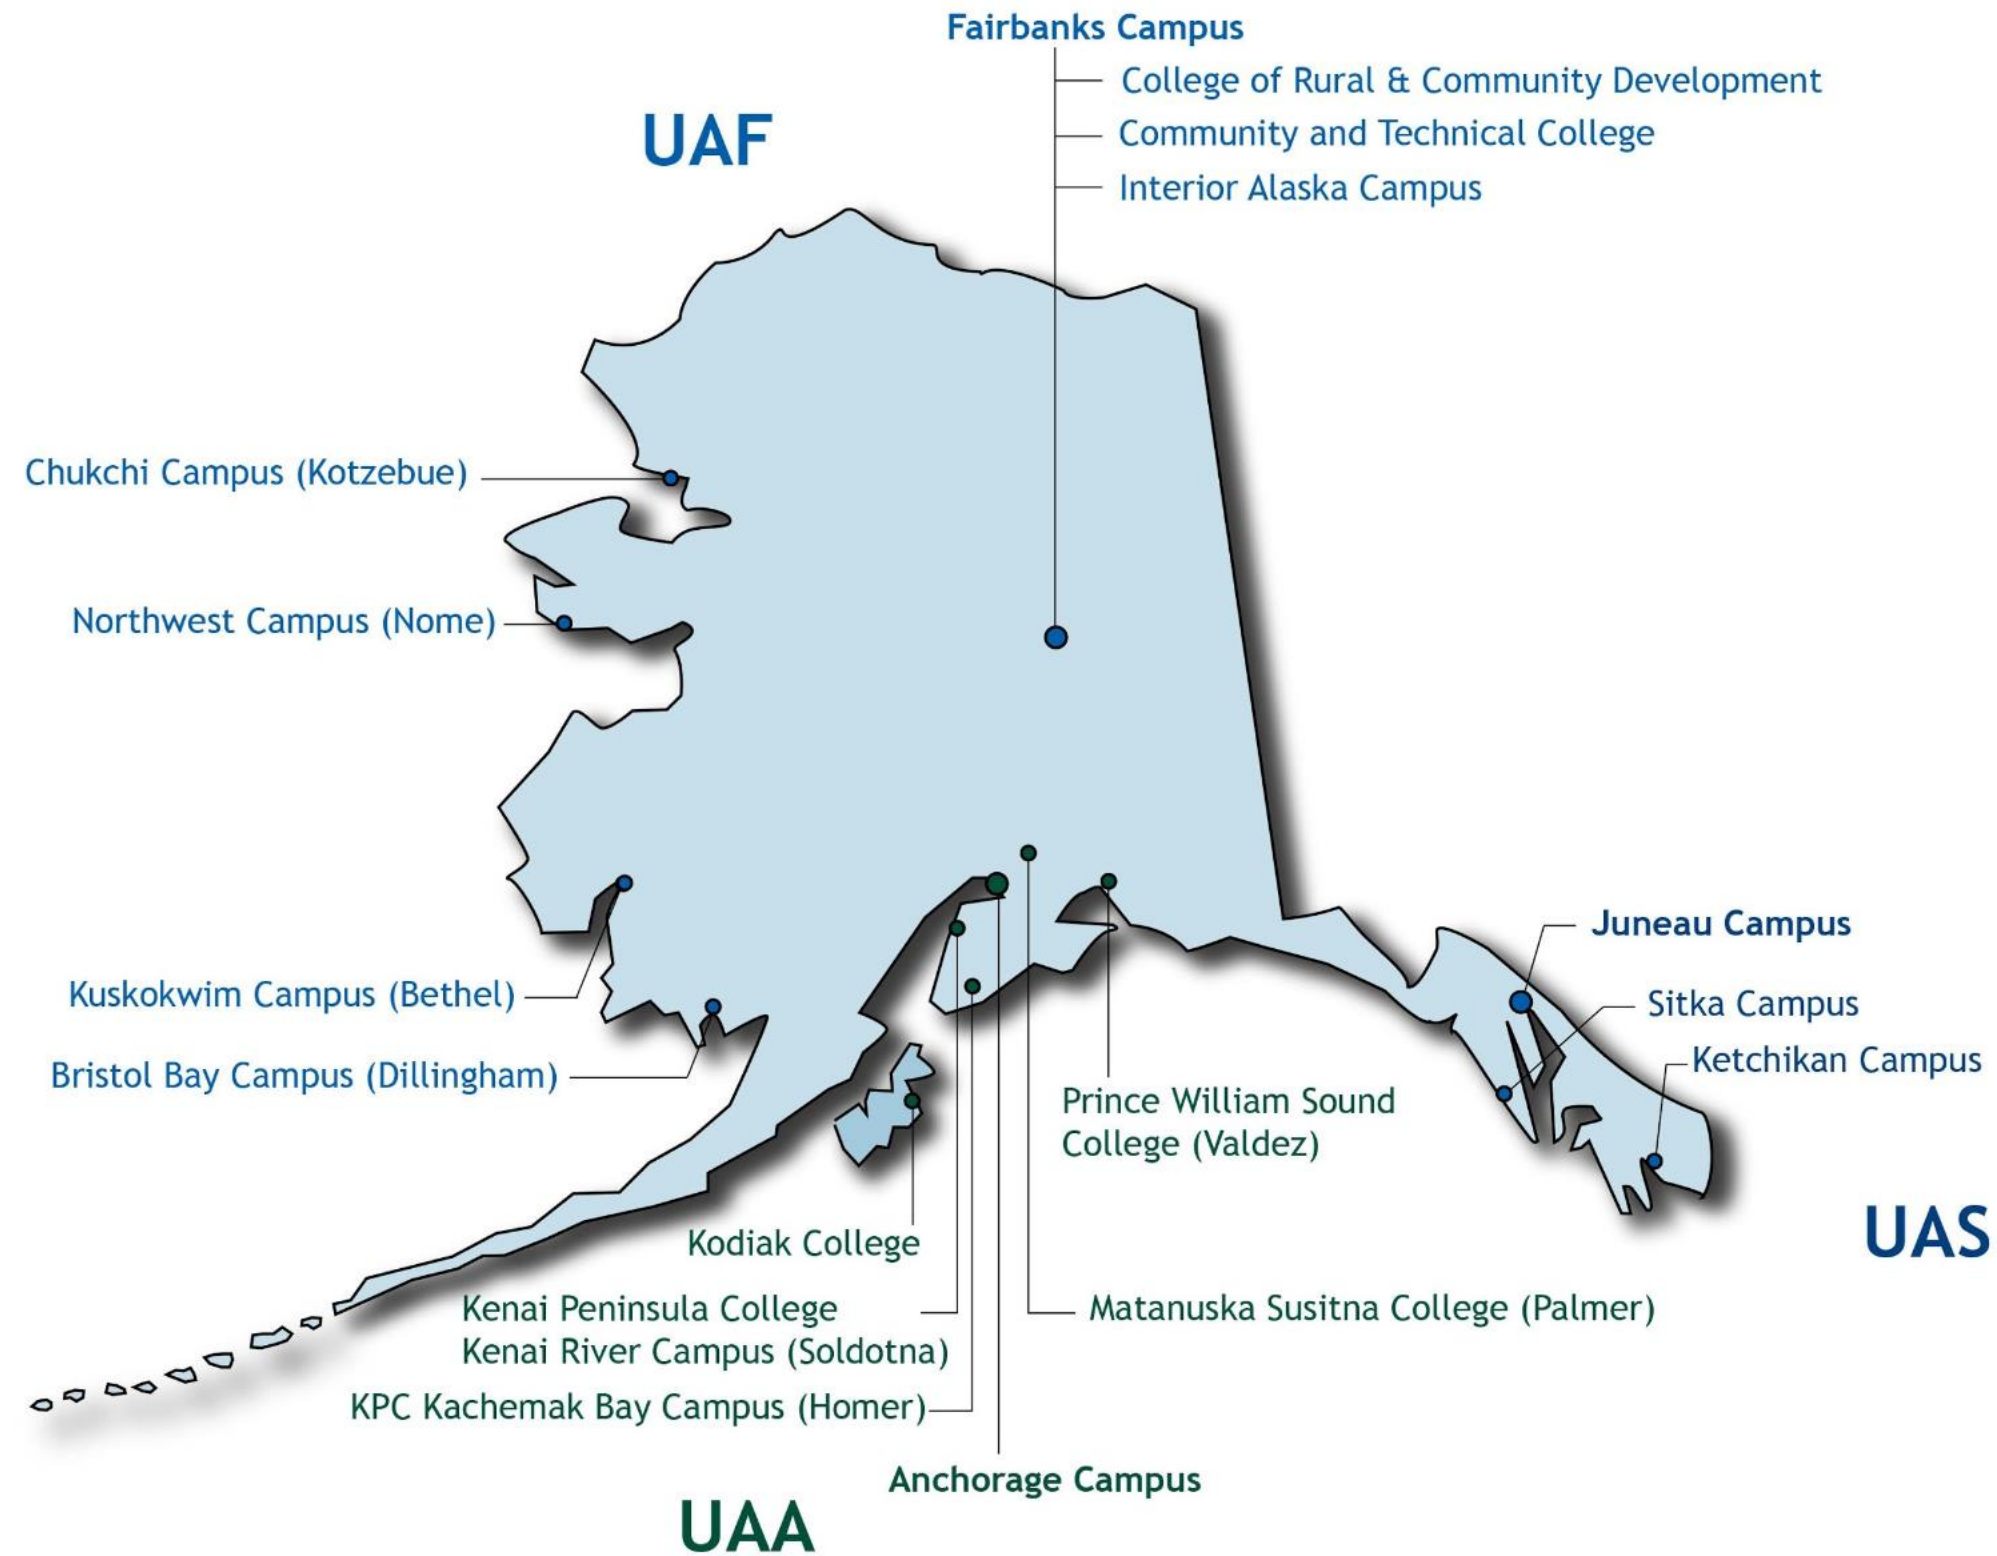 Fairbanks Campus
College of Rural & Community Development
UAF
Community and Technical College
Interior Alaska Campus
Chukchi Campus (Kotzebue)
Northwest Campus (Nome)
Juneau Campus
Kuskokwim Campus (Bethel)
Sitka Campus
Bristol Bay Campus (Dillingham)
Ketchikan Campus
Prince William Sound
College (Valdez)
UAS
Kodiak College
Kenai Peninsula College
Kenai River Campus (Soldotna)
Matanuska Susitna College (Palmer)
KPC Kachemak Bay Campus (Homer)
Anchorage Campus
UAA